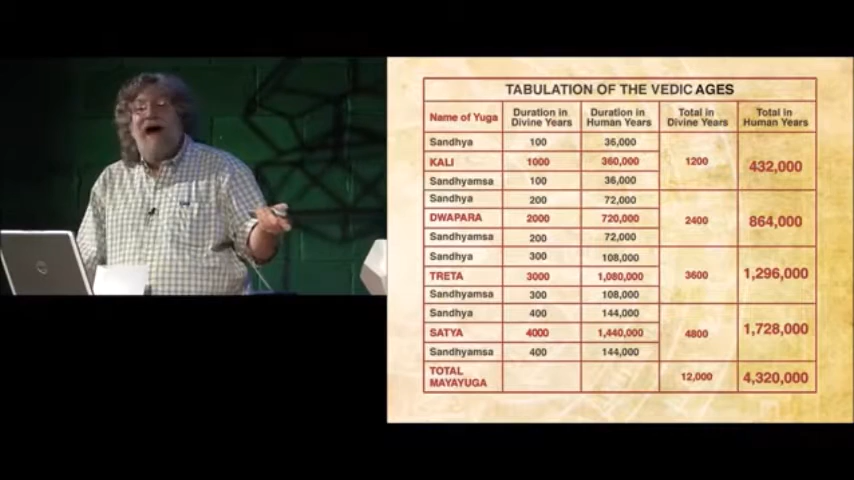 TABULATION OF THE VEDIC AGES
Name of Yuga Duration in Divine Years Duration in Human Years Total in Divine Years Total in Human Years
Sandhya 100 36,000
KALI 1000 360,000 1200 432,000
Sandhyamsa 100 36,000
Sandhya 200 72,000
DWAPARA 2000 720,000 2400 864,000
Sandhyamsa 200 72,000
Sandhya 300 108,000
TRETA 3000 1,080,000 3600 1,296,000
Sandhyamsa 300 108,000
Sandhya 400 144,000
SATYA 4000 1,440,000 4800 1,728,000
Sandhyamsa 400 144,000
TOTAL MAYAYUGA 12,000 4,320,000